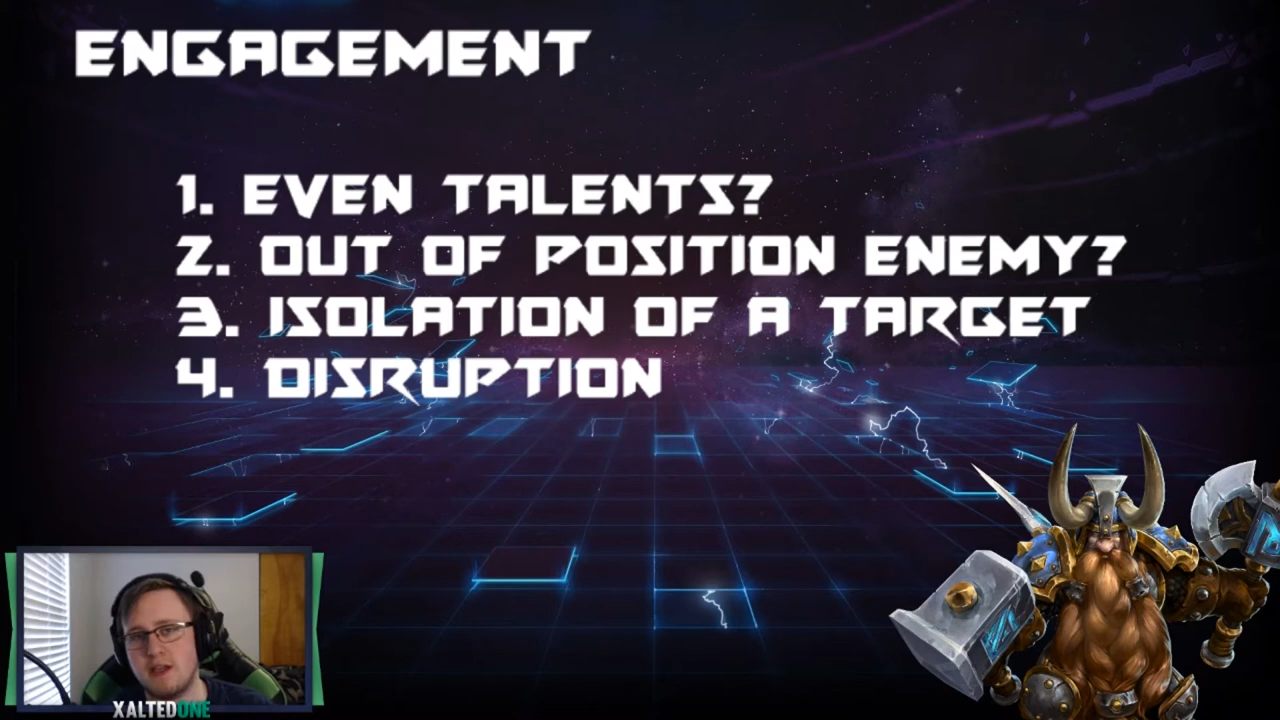 ENGAGEMENT
1. EVEN TALENTS?
2. OUT OF POSITION ENEMY?
3. ISOLATION OF A TARGET
4. DISRUPTION
XALTEDONE